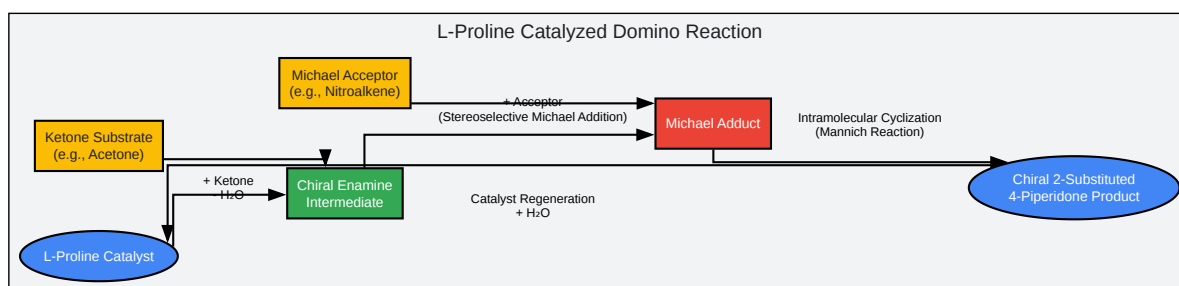 L-Proline Catalyzed Domino Reaction
Michael Acceptor
(e.g., Nitroalkene)
+ Acceptor
(Stereoselective Michael Addition)
Michael Adduct
Intramolecular Cyclization
(Mannich Reaction)
Ketone Substrate
(e.g., Acetone)
+ Ketone
- H₂O
Chiral Enamine
Intermediate
Catalyst Regeneration
+ H₂O
Chiral 2-Substituted
4-Piperidone Product
L-Proline Catalyst